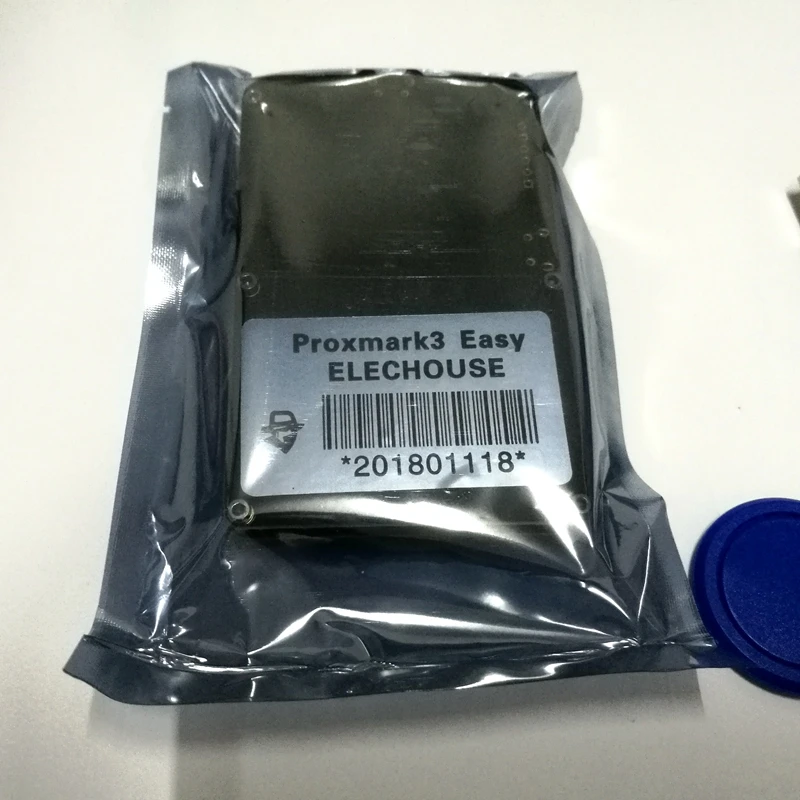 Proxmark3 Easy
ELECHOUSE
*201801118*